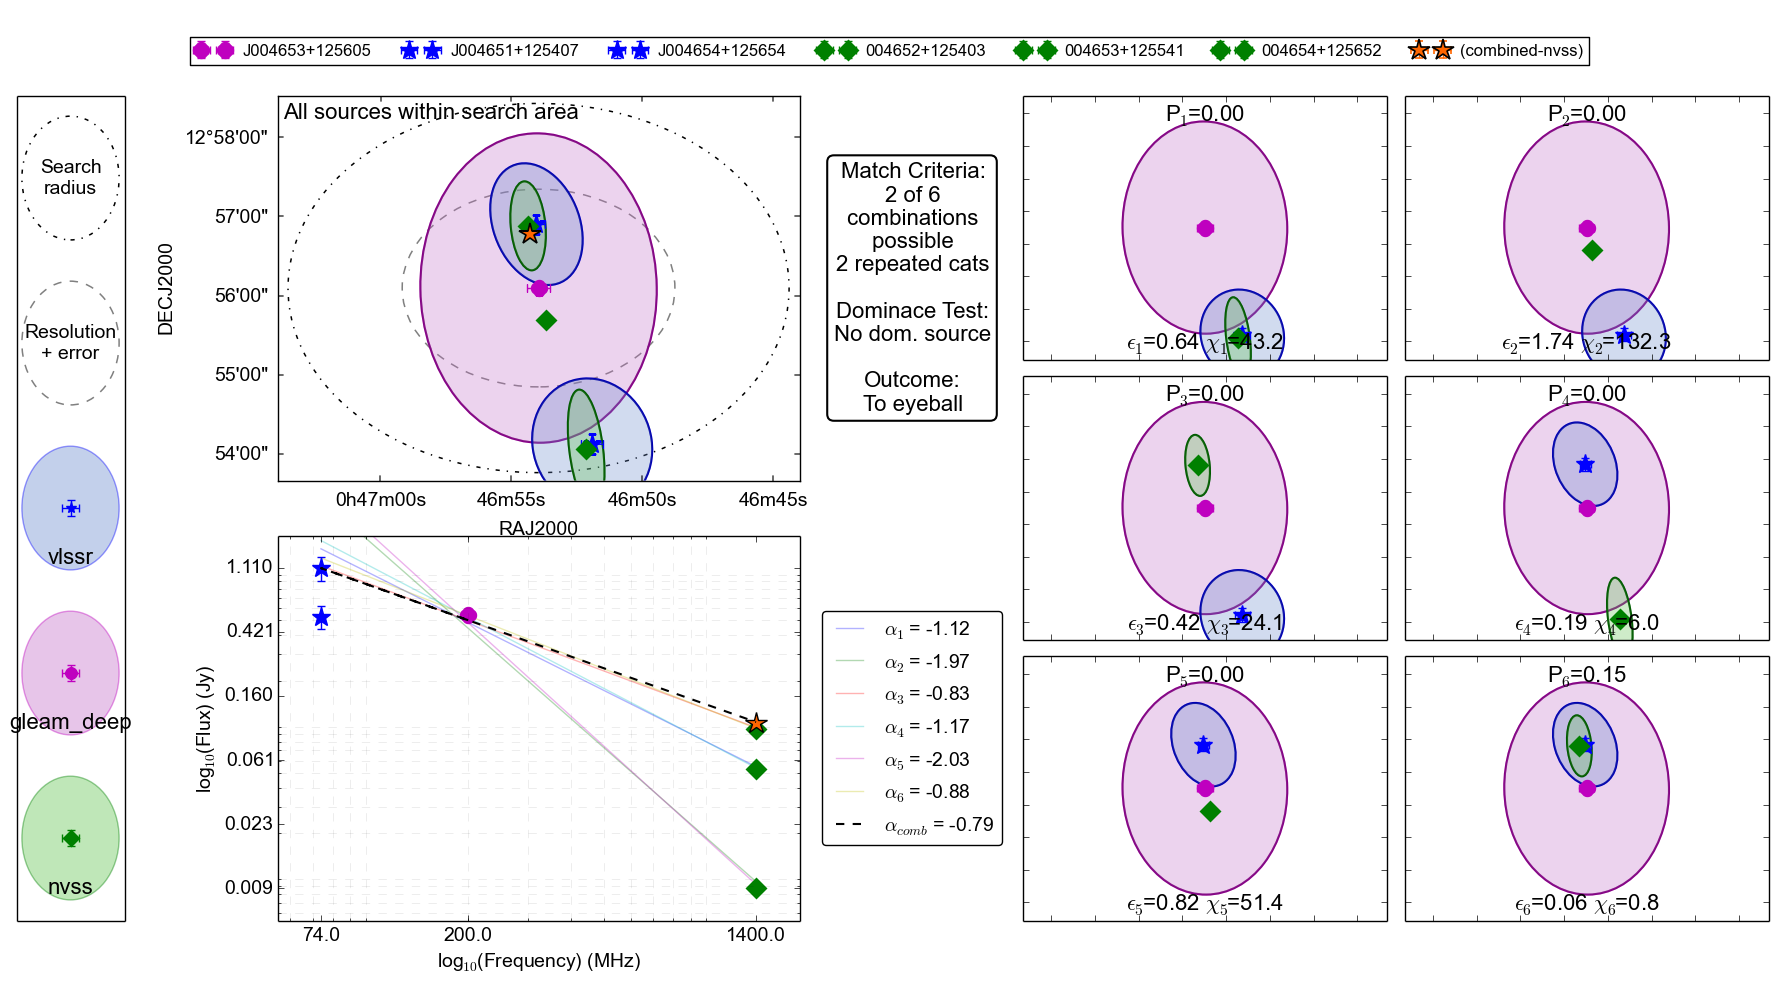 J004653+125605 J004651+125407 J004654+125654 004652+125403 004653+125541 004654+125652 (combined-nvss)
Search
radius
Resolution
+ error
vlssr
gleam_deep
nvss
All sources within search area
12°58'00"
57'00"
56'00"
55'00"
54'00"
DECJ2000
0h47m00s 46m55s 46m50s 46m45s
RAJ2000
Match Criteria:
2 of 6
combinations
possible
2 repeated cats
Dominace Test:
No dom. source
Outcome:
To eyeball
1.110
0.421
0.160
0.061
0.023
0.009
log10(Flux) (Jy)
74.0 200.0 1400.0
log10(Frequency) (MHz)
α1 = -1.12
α2 = -1.97
α3 = -0.83
α4 = -1.17
α5 = -2.03
α6 = -0.88
αcomb = -0.79
P1=0.00
ϵ1=0.64 χ1=43.2
P2=0.00
ϵ2=1.74 χ2=132.3
P3=0.00
ϵ3=0.42 χ3=24.1
P4=0.00
ϵ4=0.19 χ4=6.0
P5=0.00
ϵ5=0.82 χ5=51.4
P6=0.15
ϵ6=0.06 χ6=0.8